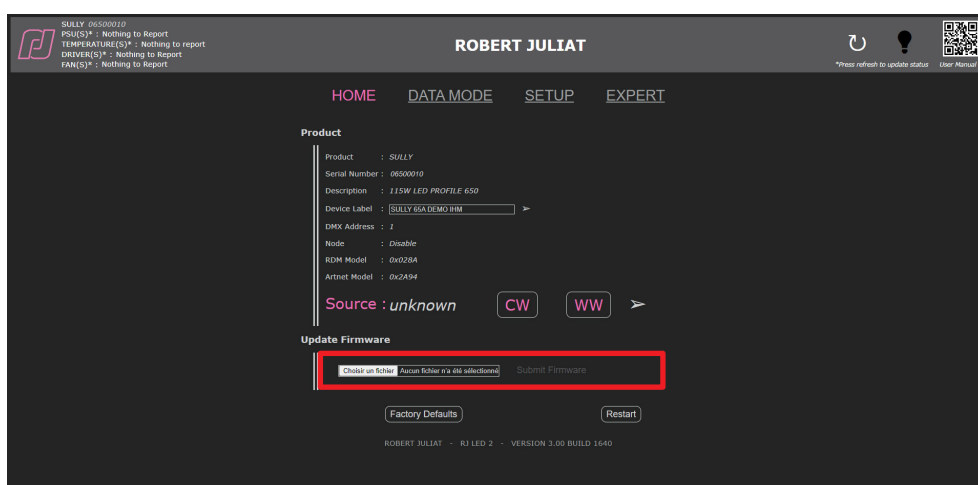 SULLY 06500010
PSU(S)* : Nothing to Report
TEMPERATURE(S)* : Nothing to report
DRIVER(S)* : Nothing to Report
FAN(S)* : Nothing to Report
ROBERT JULIAT
*Press refresh to update status
User Manual
HOME DATA MODE SETUP EXPERT
Product
Product : SULLY
Serial Number : 06500010
Description : 115W LED PROFILE 650
Device Label : SULLY 65A DEMO IHM
DMX Address : 1
Node : Disable
RDM Model : 0x028A
Artnet Model : 0x2A94
Source : unknown CW WW
Update Firmware
Choisir un fichier Aucun fichier n'a été sélectionné Submit Firmware
Factory Defaults Restart
ROBERT JULIAT - RJ LED 2 - VERSION 3.00 BUILD 1640